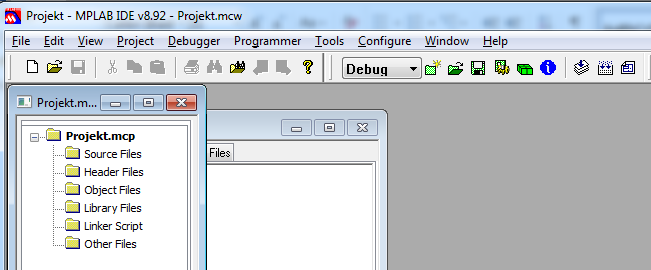 Projekt - MPLAB IDE v8.92 - Projekt.mcw
File Edit View Project Debugger Programmer Tools Configure Window Help
Debug
Projekt.m...
Projekt.mcp
Files
Source Files
Header Files
Object Files
Library Files
Linker Script
Other Files